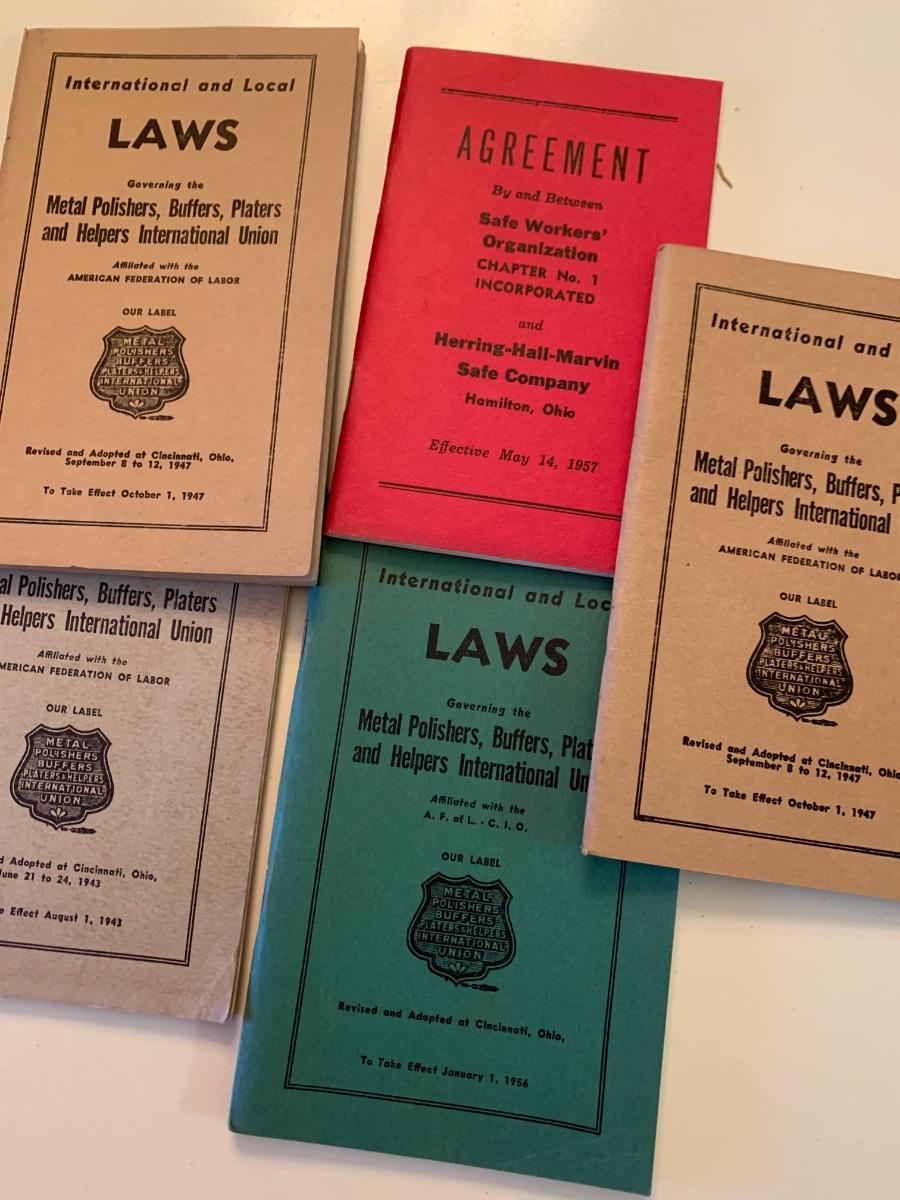 International and Local
LAWS
Governing the
Metal Polishers, Buffers, Platers
and Helpers International Union
Affiliated with the
AMERICAN FEDERATION OF LABOR
OUR LABEL
METAL
POLISHERS
BUFFERS
PLATERS & HELPERS
INTERNATIONAL
UNION
Revised and Adopted at Cincinnati, Ohio,
September 8 to 12, 1947
To Take Effect October 1, 1947
AGREEMENT
By and Between
Safe Workers'
Organization
CHAPTER No. 1
INCORPORATED
and
Herring-Hall-Marvin
Safe Company
Hamilton, Ohio
Effective May 14, 1957
International and
LAWS
Governing the
Metal Polishers, Buffers, P
and Helpers International
Affiliated with the
AMERICAN FEDERATION OF LABOR
OUR LABEL
METAL
POLISHERS
BUFFERS
PLATERS & HELPERS
INTERNATIONAL
UNION
Revised and Adopted at Cincinnati, Ohio
September 8 to 12, 1947
To Take Effect October 1, 1947
al Polishers, Buffers, Platers
Helpers International Union
Affiliated with the
MERICAN FEDERATION OF LABOR
OUR LABEL
METAL
POLISHERS
BUFFERS
PLATERS & HELPERS
INTERNATIONAL
UNION
d Adopted at Cincinnati, Ohio,
June 21 to 24, 1943
e Effect August 1, 1943
International and Loc
LAWS
Governing the
Metal Polishers, Buffers, Plat
and Helpers International Un
Affiliated with the
A. F. of L. - C. I. O.
OUR LABEL
METAL
POLISHERS
BUFFERS
PLATERS & HELPERS
INTERNATIONAL
UNION
Revised and Adopted at Cincinnati, Ohio,
To Take Effect January 1, 1956